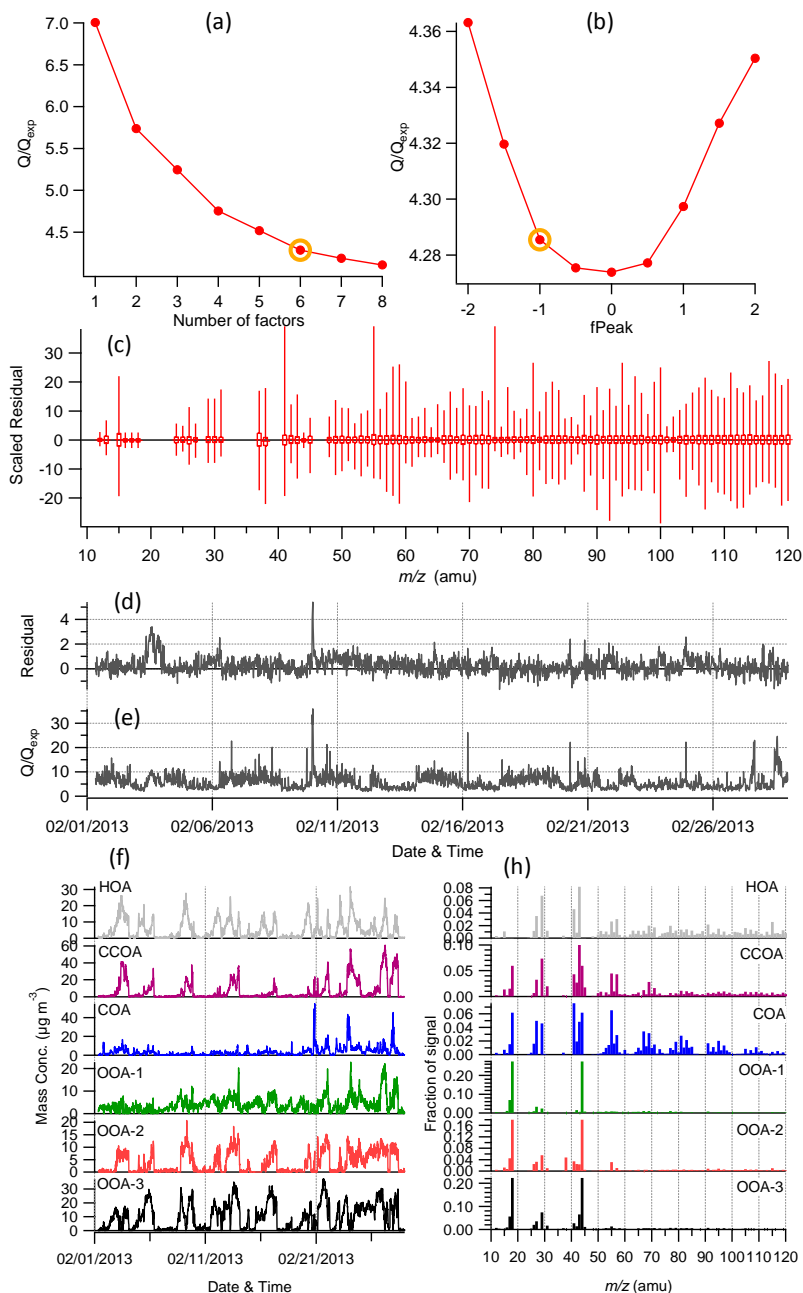 (a)
7.0
6.5
6.0
5.5
5.0
4.5
Q/Qexp
1 2 3 4 5 6 7 8
Number of factors
(b)
4.36
4.34
4.32
4.30
4.28
Q/Qexp
-2 -1 0 1 2
fPeak
(c)
30
20
10
0
-10
-20
Scaled Residual
10 20 30 40 50 60 70 80 90 100 110 120
m/z (amu)
(d)
4
2
0
Residual
(e)
30
20
10
0
Q/Qexp
02/01/2013 02/06/2013 02/11/2013 02/16/2013 02/21/2013 02/26/2013
Date & Time
(f)
Mass Conc. (µg m-3)
HOA
30
20
10
0
CCOA
60
40
20
0
COA
40
20
0
OOA-1
20
10
0
OOA-2
20
15
10
5
0
OOA-3
30
20
10
0
02/01/2013 02/11/2013 02/21/2013
Date & Time
(h)
Fraction of signal
HOA
0.08
0.06
0.04
0.02
0.00
CCOA
0.10
0.05
0.00
COA
0.06
0.04
0.02
0.00
OOA-1
0.20
0.10
0.00
OOA-2
0.16
0.12
0.08
0.04
0.00
OOA-3
0.20
0.10
0.00
10 20 30 40 50 60 70 80 90 100 110 120
m/z (amu)